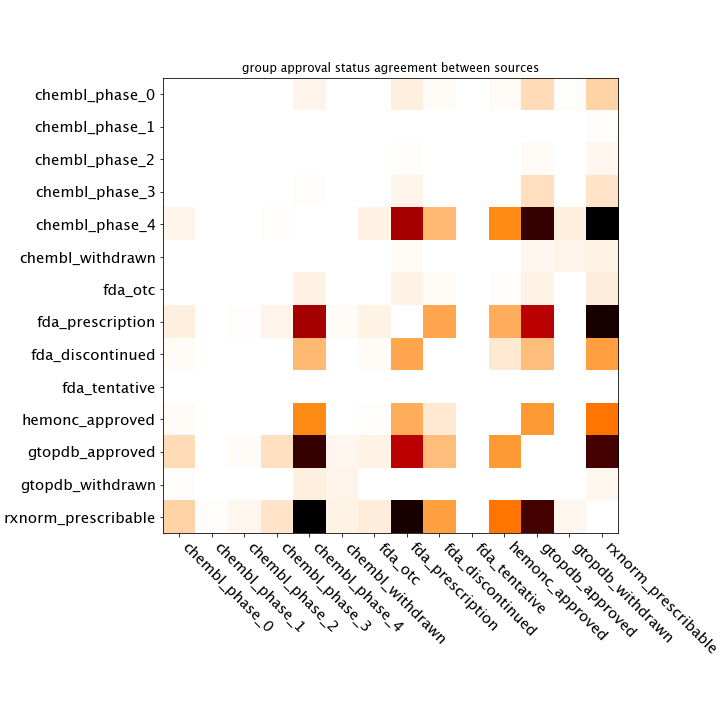 group approval status agreement between sources
chembl_phase_0
chembl_phase_1
chembl_phase_2
chembl_phase_3
chembl_phase_4
chembl_withdrawn
fda_otc
fda_prescription
fda_discontinued
fda_tentative
hemonc_approved
gtopdb_approved
gtopdb_withdrawn
rxnorm_prescribable
chembl_phase_0
chembl_phase_1
chembl_phase_2
chembl_phase_3
chembl_phase_4
chembl_withdrawn
fda_otc
fda_prescription
fda_discontinued
fda_tentative
hemonc_approved
gtopdb_approved
gtopdb_withdrawn
rxnorm_prescribable